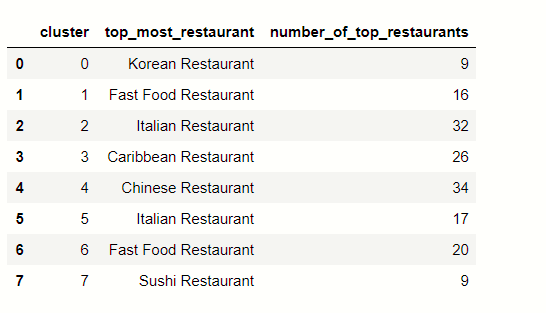 cluster top_most_restaurant number_of_top_restaurants
0 0 Korean Restaurant 9
1 1 Fast Food Restaurant 16
2 2 Italian Restaurant 32
3 3 Caribbean Restaurant 26
4 4 Chinese Restaurant 34
5 5 Italian Restaurant 17
6 6 Fast Food Restaurant 20
7 7 Sushi Restaurant 9